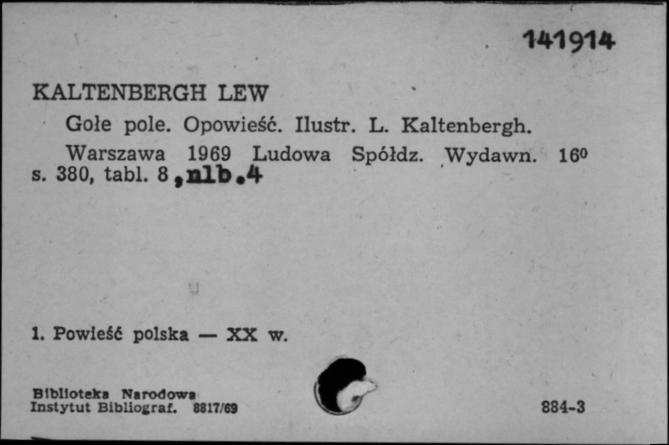 141914
KALTENBERGH LEW
Gołe pole. Opowieść. Ilustr. L. Kaltenbergh.
Warszawa 1969 Ludowa Spółdz. Wydawn. 16⁰
s. 380, tabl. 8, nlb.4
1. Powieść polska — XX w.
Biblioteka Narodowa
Instytut Bibliograf. 8817/69
884-3